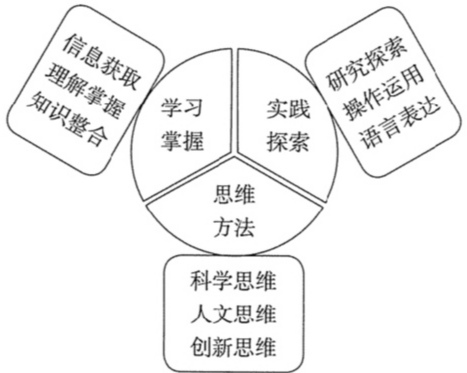 信息获取
理解掌握
知识整合
学习
掌握
实践
探索
研究探索
操作运用
语言表达
思维
方法
科学思维
人文思维
创新思维